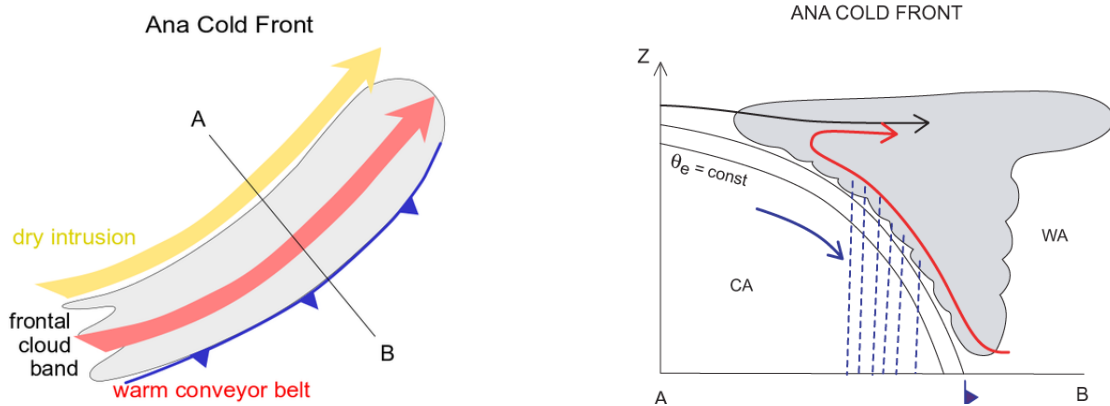 Ana Cold Front
A
dry intrusion
frontal
cloud
band
B
warm conveyor belt
ANA COLD FRONT
Z
θe = const
WA
CA
A
B